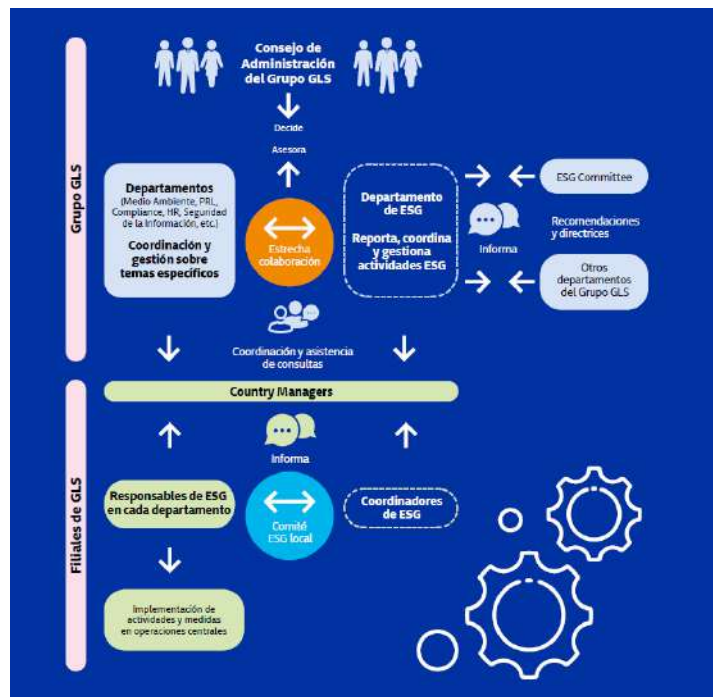 Grupo GLS
Consejo de
Administración
del Grupo GLS
Decide
Asesora
Departamentos
(Medio Ambiente, PRL,
Compliance, HR, Seguridad
de la Información, etc.)
Coordinación y
gestión sobre
temas específicos
Estrecha
colaboración
Departamento
de ESG
Reporta, coordina
y gestiona
actividades ESG
Informa
ESG Committee
Recomendaciones
y directrices
Otros
departamentos
del Grupo GLS
Coordinación y asistencia
de consultas
Filiales de GLS
Country Managers
Informa
Responsables de ESG
en cada departamento
Comité
ESG local
Coordinadores
de ESG
Implementación de
actividades y medidas
en operaciones centrales